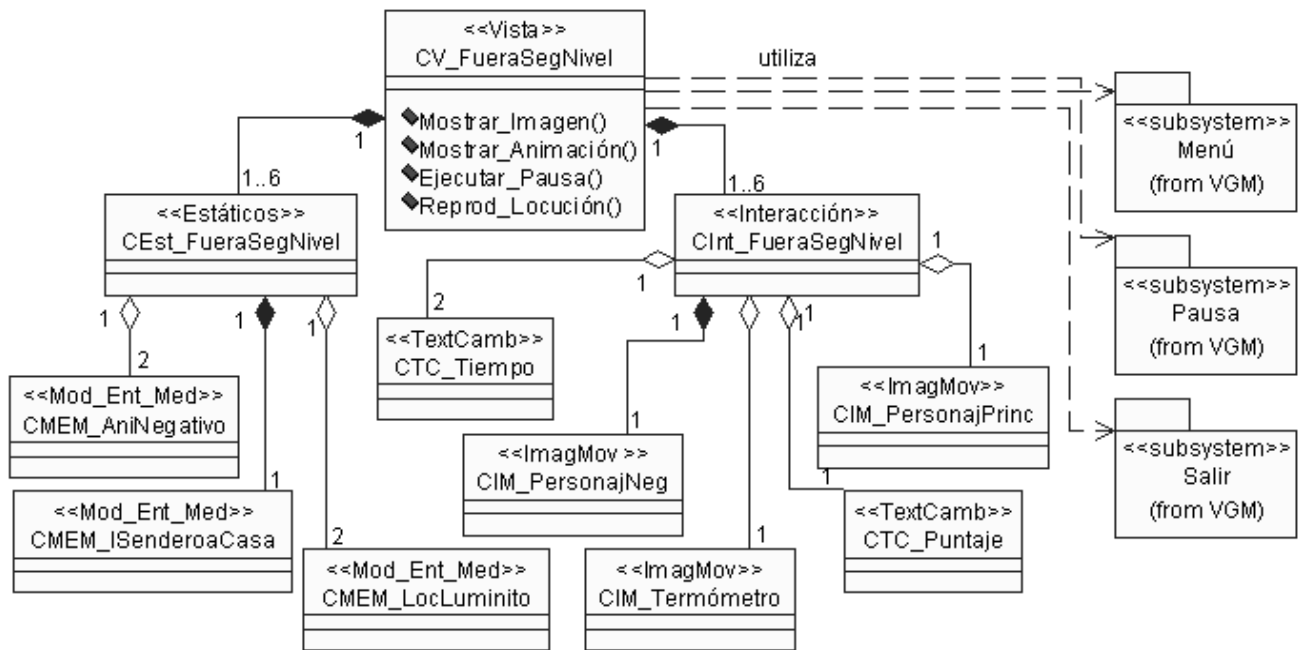 <<Vista>>
CV_FueraSegNivel
Mostrar_Imagen()
Mostrar_Animación()
Ejecutar_Pausa()
Reprod_Locución()
utiliza
<<subsystem>>
Menú
(from VGM)
<<subsystem>>
Pausa
(from VGM)
<<subsystem>>
Salir
(from VGM)
1
1..6
1
1..6
<<Estáticos>>
CEst_FueraSegNivel
<<Interacción>>
CInt_FueraSegNivel
1
2
1
1
1
2
1
2
1
1
1
1
1
1
1
1
<<TextCamb>>
CTC_Tiempo
<<Mod_Ent_Med>>
CMEM_AniNegativo
<<ImagMov>>
CIM_PersonajPrinc
<<ImagMov >>
CIM_PersonajNeg
<<Mod_Ent_Med>>
CMEM_ISenderoaCasa
<<TextCamb>>
CTC_Puntaje
<<Mod_Ent_Med>>
CMEM_LocLuminito
<<ImagMov>>
CIM_Termómetro